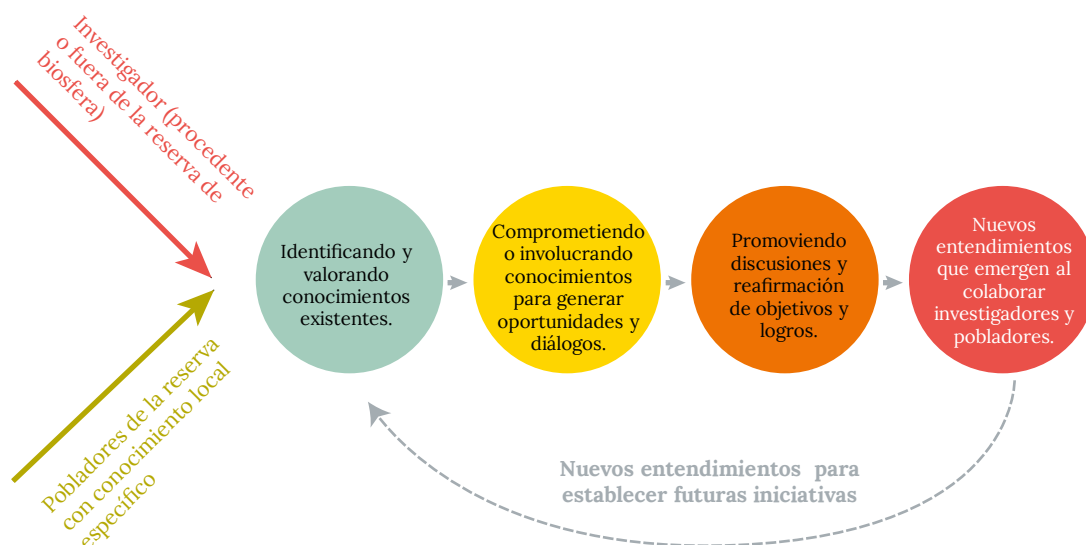 Investigador (procedente
o fuera de la reserva de
biosfera)
Pobladores de la reserva
con conocimiento local
específico
Identificando y
valorando
conocimientos
existentes.
Comprometiendo
o involucrando
conocimientos
para generar
oportunidades y
diálogos.
Promoviendo
discusiones y
reafirmación
de objetivos y
logros.
Nuevos
entendimientos
que emergen al
colaborar
investigadores y
pobladores.
Nuevos entendimientos para
establecer futuras iniciativas